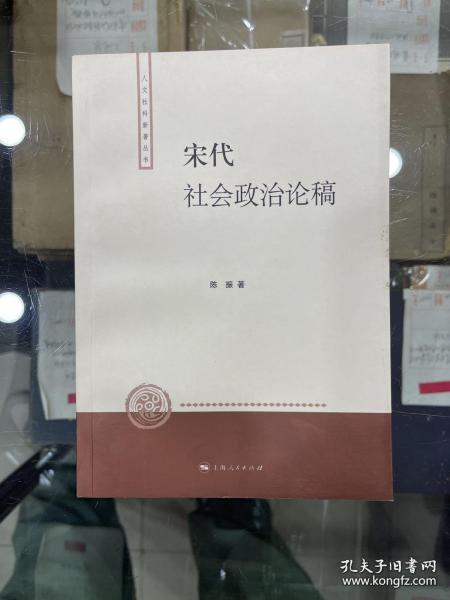 人文社科新著丛书
宋代
社会政治论稿
陈 振 著
上海人民出版社
孔夫子旧书网
www.kongfz.com